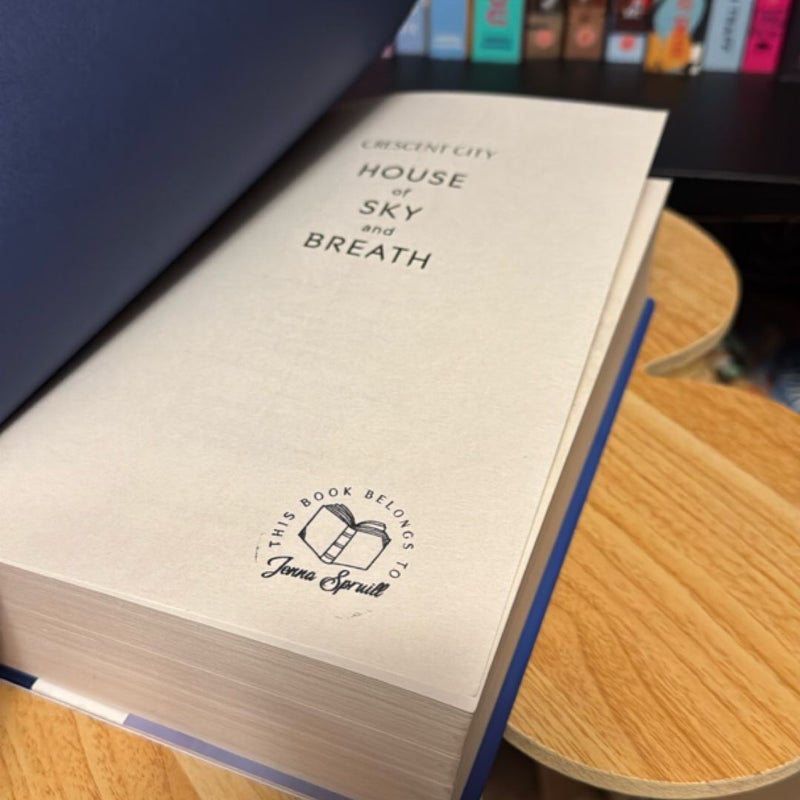 CRESCENT CITY
HOUSE
of
SKY
and
BREATH
THIS BOOK BELONGS TO
Jenna Spruill